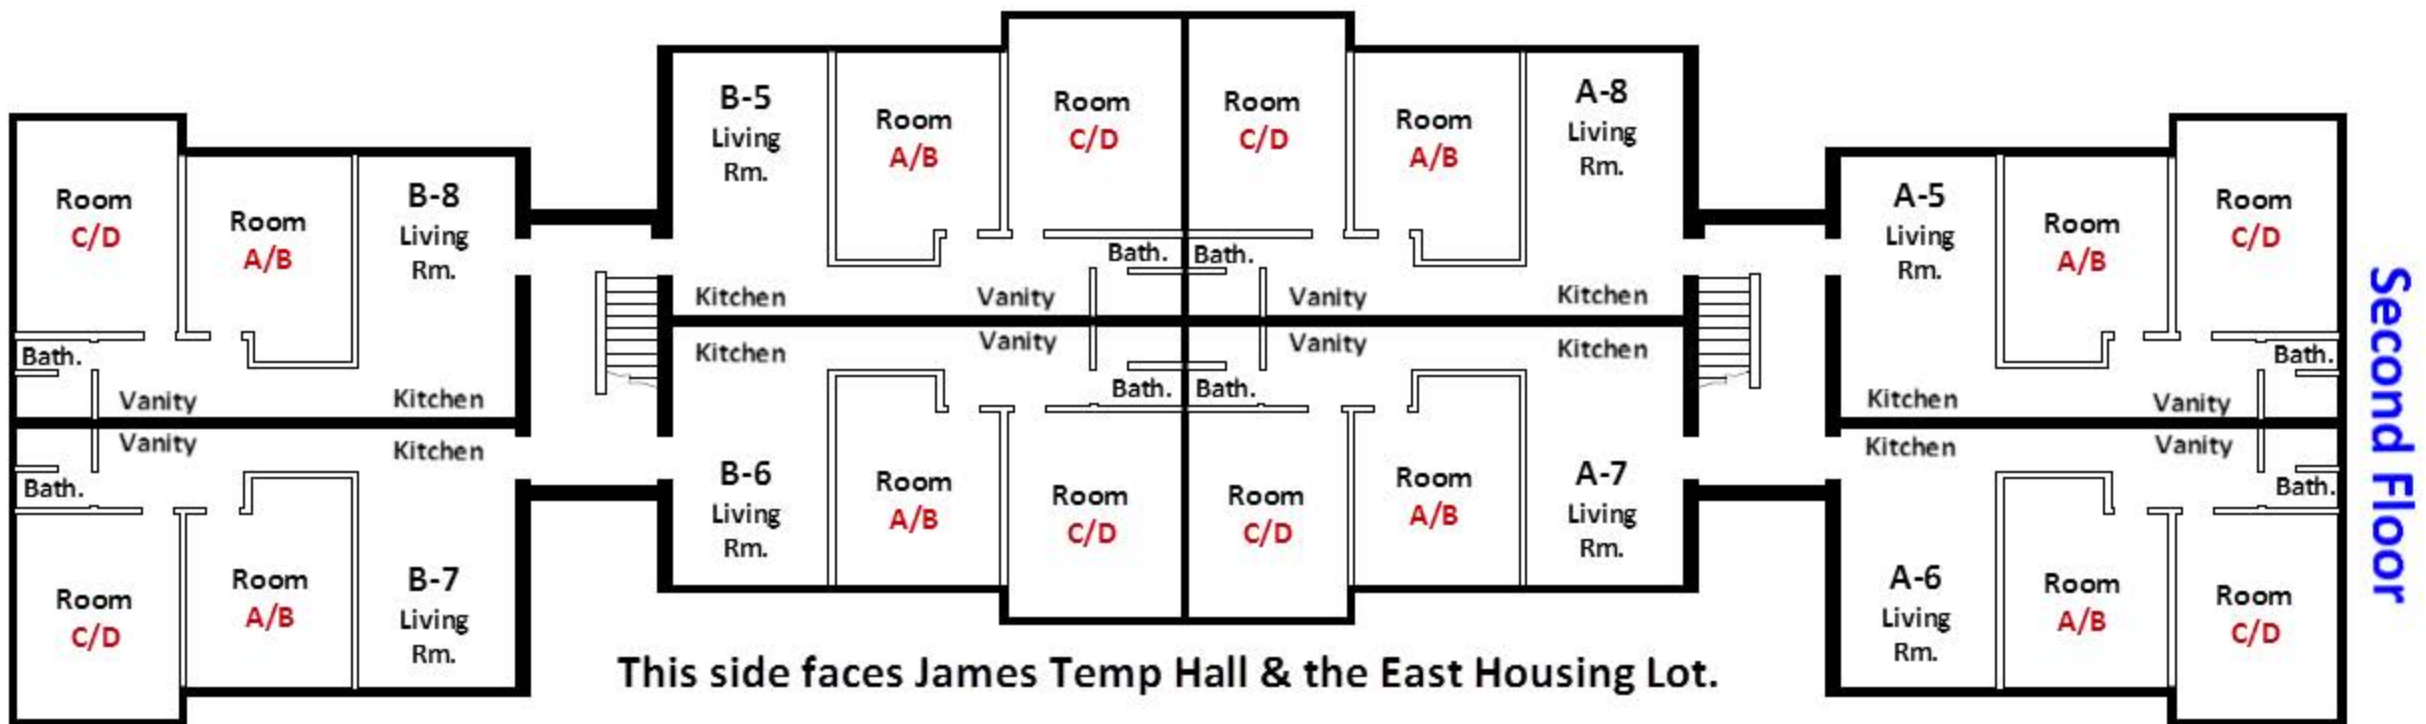 B-5
Living
Rm.
Room
A/B
Room
C/D
Room
C/D
Room
A/B
A-8
Living
Rm.
Room
C/D
Room
A/B
B-8
Living
Rm.
A-5
Living
Rm.
Room
A/B
Room
C/D
Bath.
Bath.
Kitchen
Vanity
Vanity
Kitchen
Bath.
Vanity
Kitchen
Bath.
Kitchen
Vanity
Kitchen
Vanity
Vanity
Kitchen
Bath.
Bath.
Vanity
Kitchen
Bath.
Kitchen
Vanity
Bath.
B-6
Living
Rm.
Room
A/B
Room
C/D
Room
C/D
Room
A/B
A-7
Living
Rm.
Room
C/D
Room
A/B
B-7
Living
Rm.
A-6
Living
Rm.
Room
A/B
Room
C/D
This side faces James Temp Hall & the East Housing Lot.
Second Floor